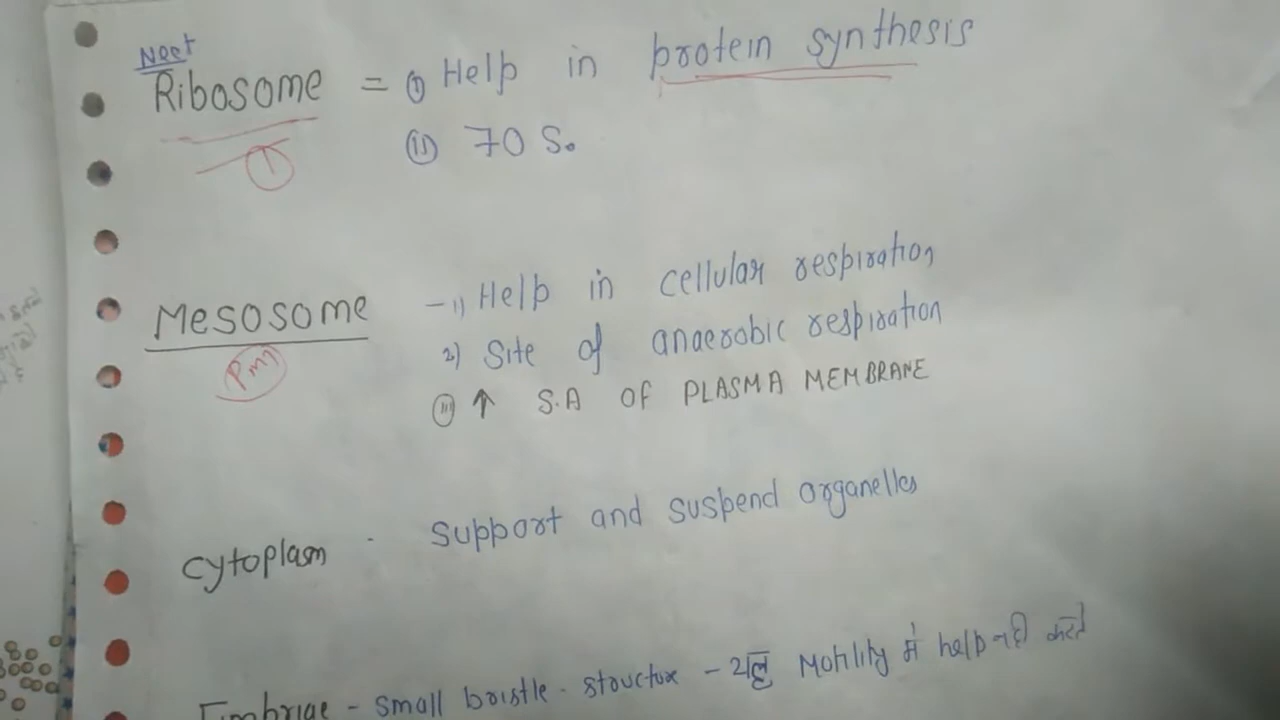 Neet
Ribosome = (i) Help in protein synthesis
(ii) 70 S.
Mesosome - 1) Help in cellular respiration
2) Site of anaerobic respiration
(iii) ↑ S.A OF PLASMA MEMBRANE
Cytoplasm . Support and suspend organelles
Fimbriae - small bristle - structur - यह Motility में help नही करते